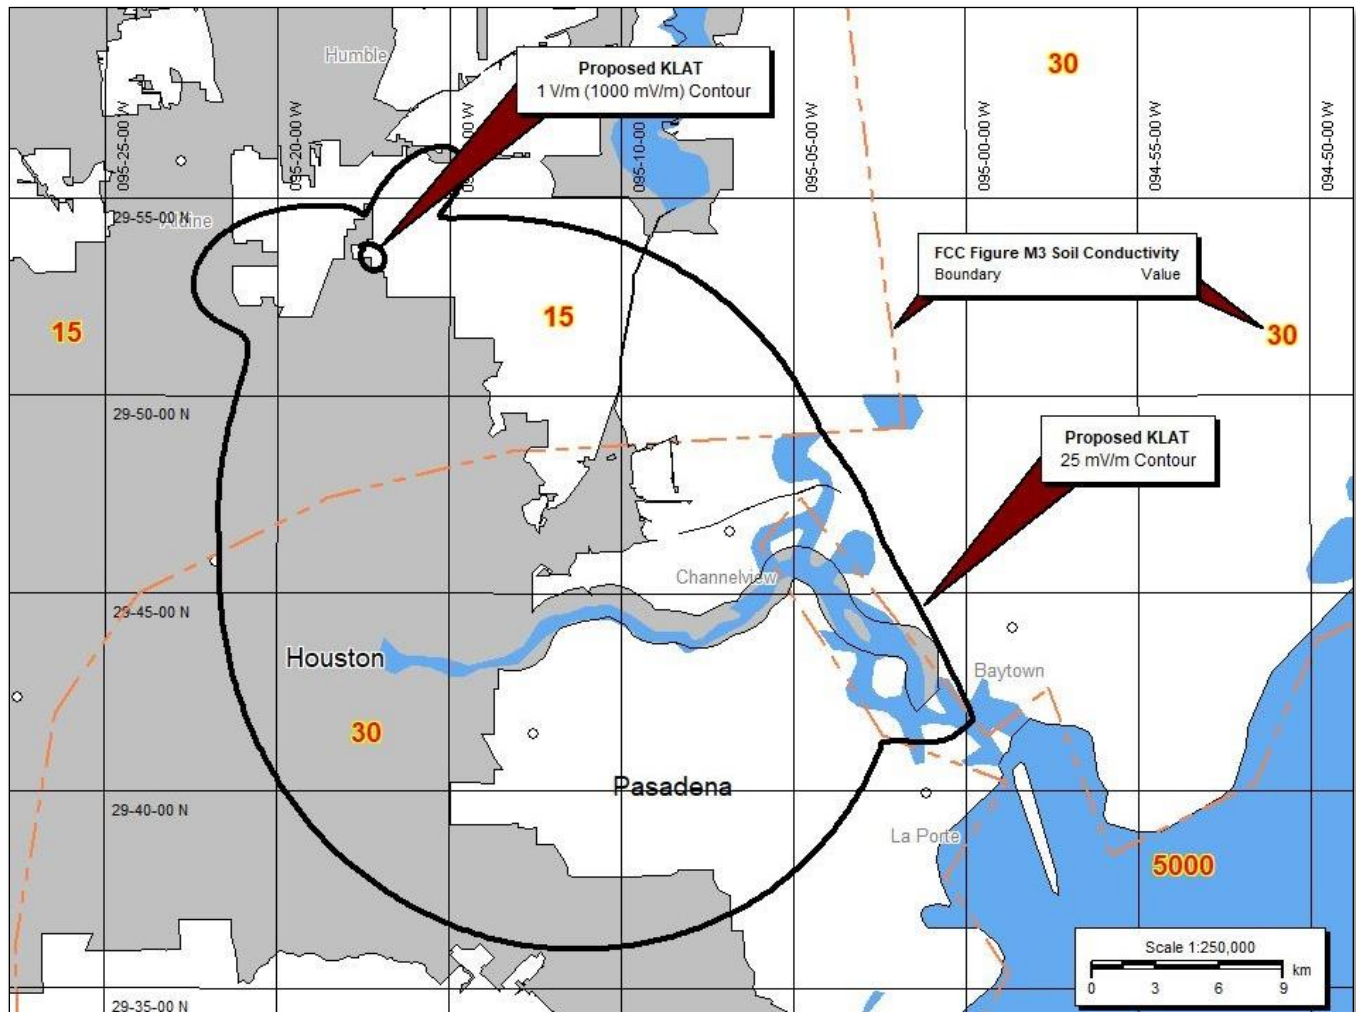 Humble
Proposed KLAT
1 V/m (1000 mV/m) Contour
30
095-25-00 W
095-20-00 W
00 W
095-10-00
095-05-00 W
095-00-00 W
094-55-00 W
094-50-00 W
29-55-00 N
Aldine
FCC Figure M3 Soil Conductivity
Boundary Value
15
15
30
29-50-00 N
Proposed KLAT
25 mV/m Contour
Channelview
29-45-00 N
Houston
Baytown
30
Pasadena
29-40-00 N
La Porte
5000
Scale 1:250,000
km
0 3 6 9
29-35-00 N